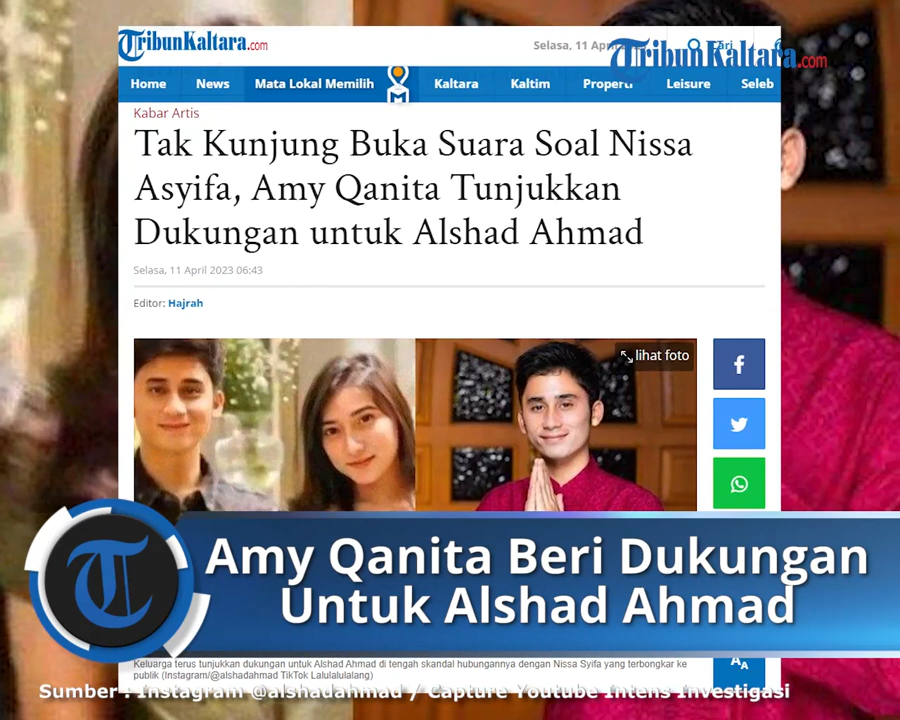 TribunKaltara.com
Selasa, 11 Apr
Cari
TribunKaltara.com
Home News Mata Lokal Memilih Kaltara Kaltim Property Leisure Seleb
Kabar Artis
Tak Kunjung Buka Suara Soal Nissa
Asyifa, Amy Qanita Tunjukkan
Dukungan untuk Alshad Ahmad
Selasa, 11 April 2023 06:43
Editor: Hajrah
lihat foto
Amy Qanita Beri Dukungan
Untuk Alshad Ahmad
Keluarga terus tunjukkan dukungan untuk Alshad Ahmad di tengah skandal hubungannya dengan Nissa Syifa yang terbongkar ke
publik (Instagram/@alshadahmad TikTok Lalulalulalang)
AA
Sumber : Instagram @alshadahmad / Capture Youtube Intens Investigasi